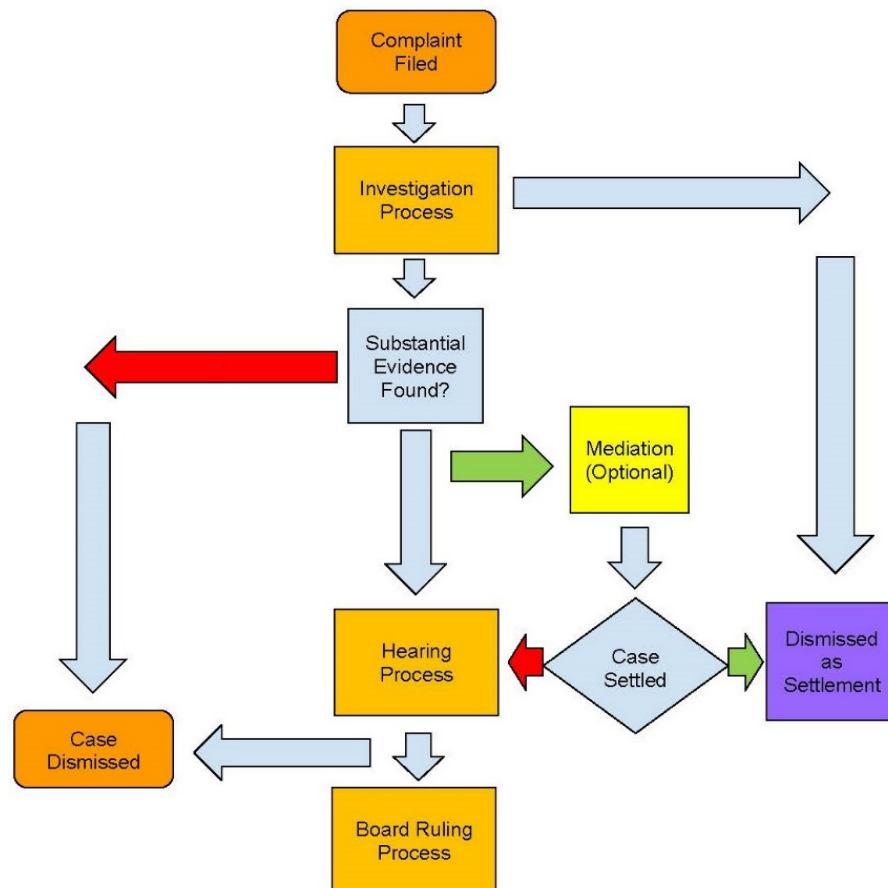 Complaint
Filed
Investigation
Process
Substantial
Evidence
Found?
Mediation
(Optional)
Hearing
Process
Case
Settled
Dismissed
as
Settlement
Case
Dismissed
Board Ruling
Process